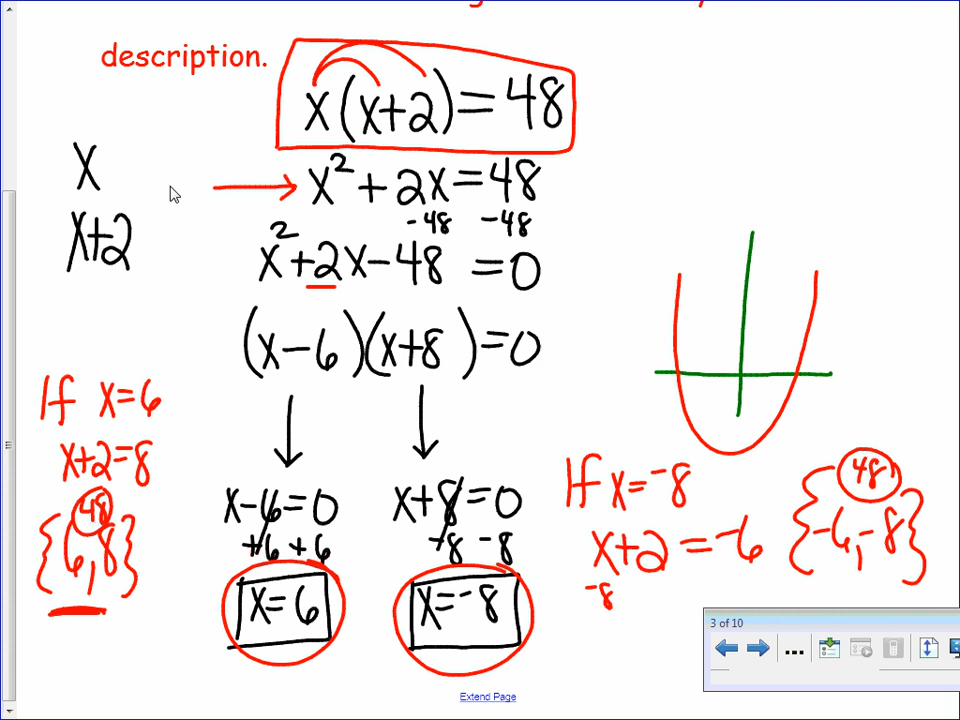 description.
x(x+2)=48
x
x²+2x=48
-48 -48
x+2
x²+2x-48=0
(x-6)(x+8)=0
If x=6
x+2=8
48
{6,8}
x-6=0
+6 +6
x=6
x+8=0
-8 -8
x=-8
If x=-8
x+2=-6
-8
48
{-6,-8}
3 of 10
...
Extend Page